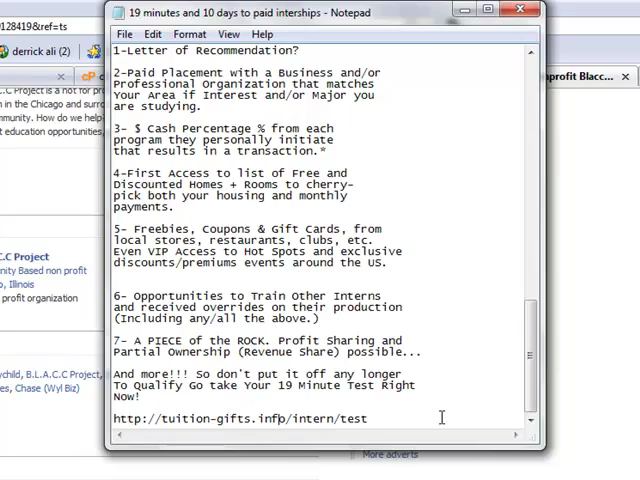 19 minutes and 10 days to paid interships - Notepad
0128419&ref=ts
File Edit Format View Help
derrick ali (2)
1-Letter of Recommendation?
2-Paid Placement with a Business and/or
Professional Organization that matches
Your Area if Interest and/or Major you
are studying.
3- $ Cash Percentage % from each
program they personally initiate
that results in a transaction.*
4-First Access to list of Free and
Discounted Homes + Rooms to cherry-
pick both your housing and monthly
payments.
5- Freebies, Coupons & Gift Cards, from
local stores, restaurants, clubs, etc.
Even VIP Access to Hot Spots and exclusive
discounts/premiums events around the US.
6- Opportunities to Train Other Interns
and received overrides on their production
(Including any/all the above.)
7- A PIECE of the ROCK. Profit Sharing and
Partial Ownership (Revenue Share) possible...
And more!!! So don't put it off any longer
To Qualify Go take Your 19 Minute Test Right
Now!
http://tuition-gifts.info/intern/test
C.C Project is not for pro
n in the Chicago and surro
mmunity. How do we help
t education opportunities,
A.C.C Project
nity Based non profit
o, Illinois
profit organization
ychild, B.L.A.C.C Project,
les, Chase (Wyl Biz)
nprofit Blacc...
More adverts